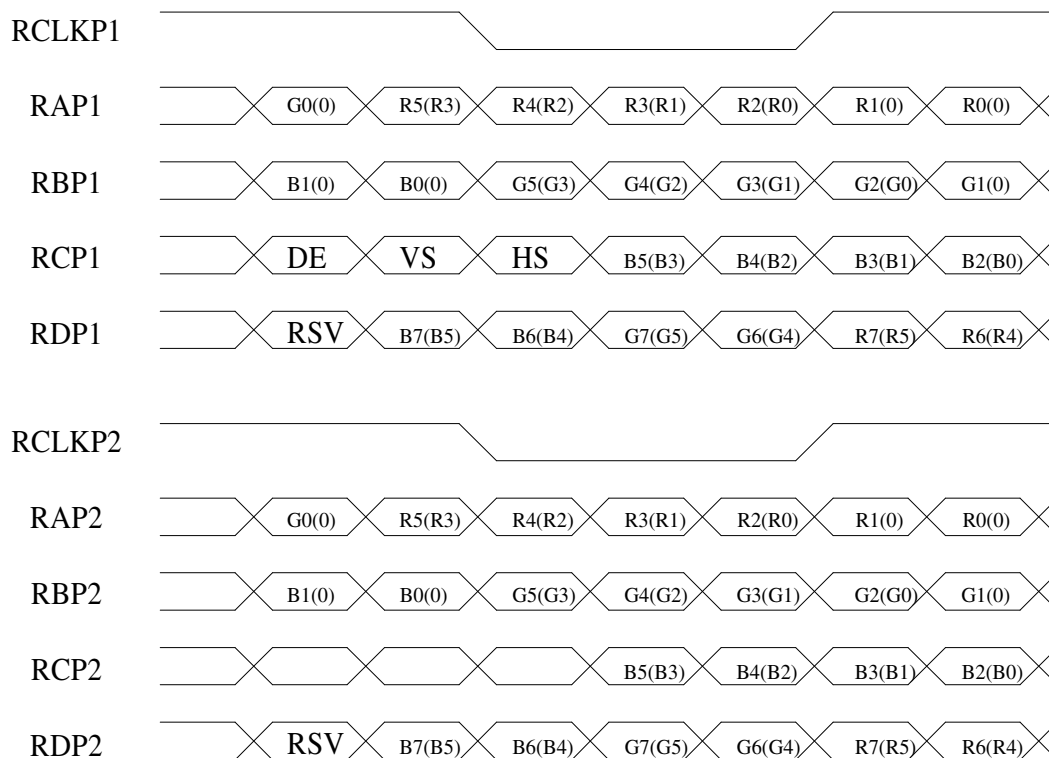 RCLKP1
RAP1 G0(0) R5(R3) R4(R2) R3(R1) R2(R0) R1(0) R0(0)
RBP1 B1(0) B0(0) G5(G3) G4(G2) G3(G1) G2(G0) G1(0)
RCP1 DE VS HS B5(B3) B4(B2) B3(B1) B2(B0)
RDP1 RSV B7(B5) B6(B4) G7(G5) G6(G4) R7(R5) R6(R4)
RCLKP2
RAP2 G0(0) R5(R3) R4(R2) R3(R1) R2(R0) R1(0) R0(0)
RBP2 B1(0) B0(0) G5(G3) G4(G2) G3(G1) G2(G0) G1(0)
RCP2 B5(B3) B4(B2) B3(B1) B2(B0)
RDP2 RSV B7(B5) B6(B4) G7(G5) G6(G4) R7(R5) R6(R4)